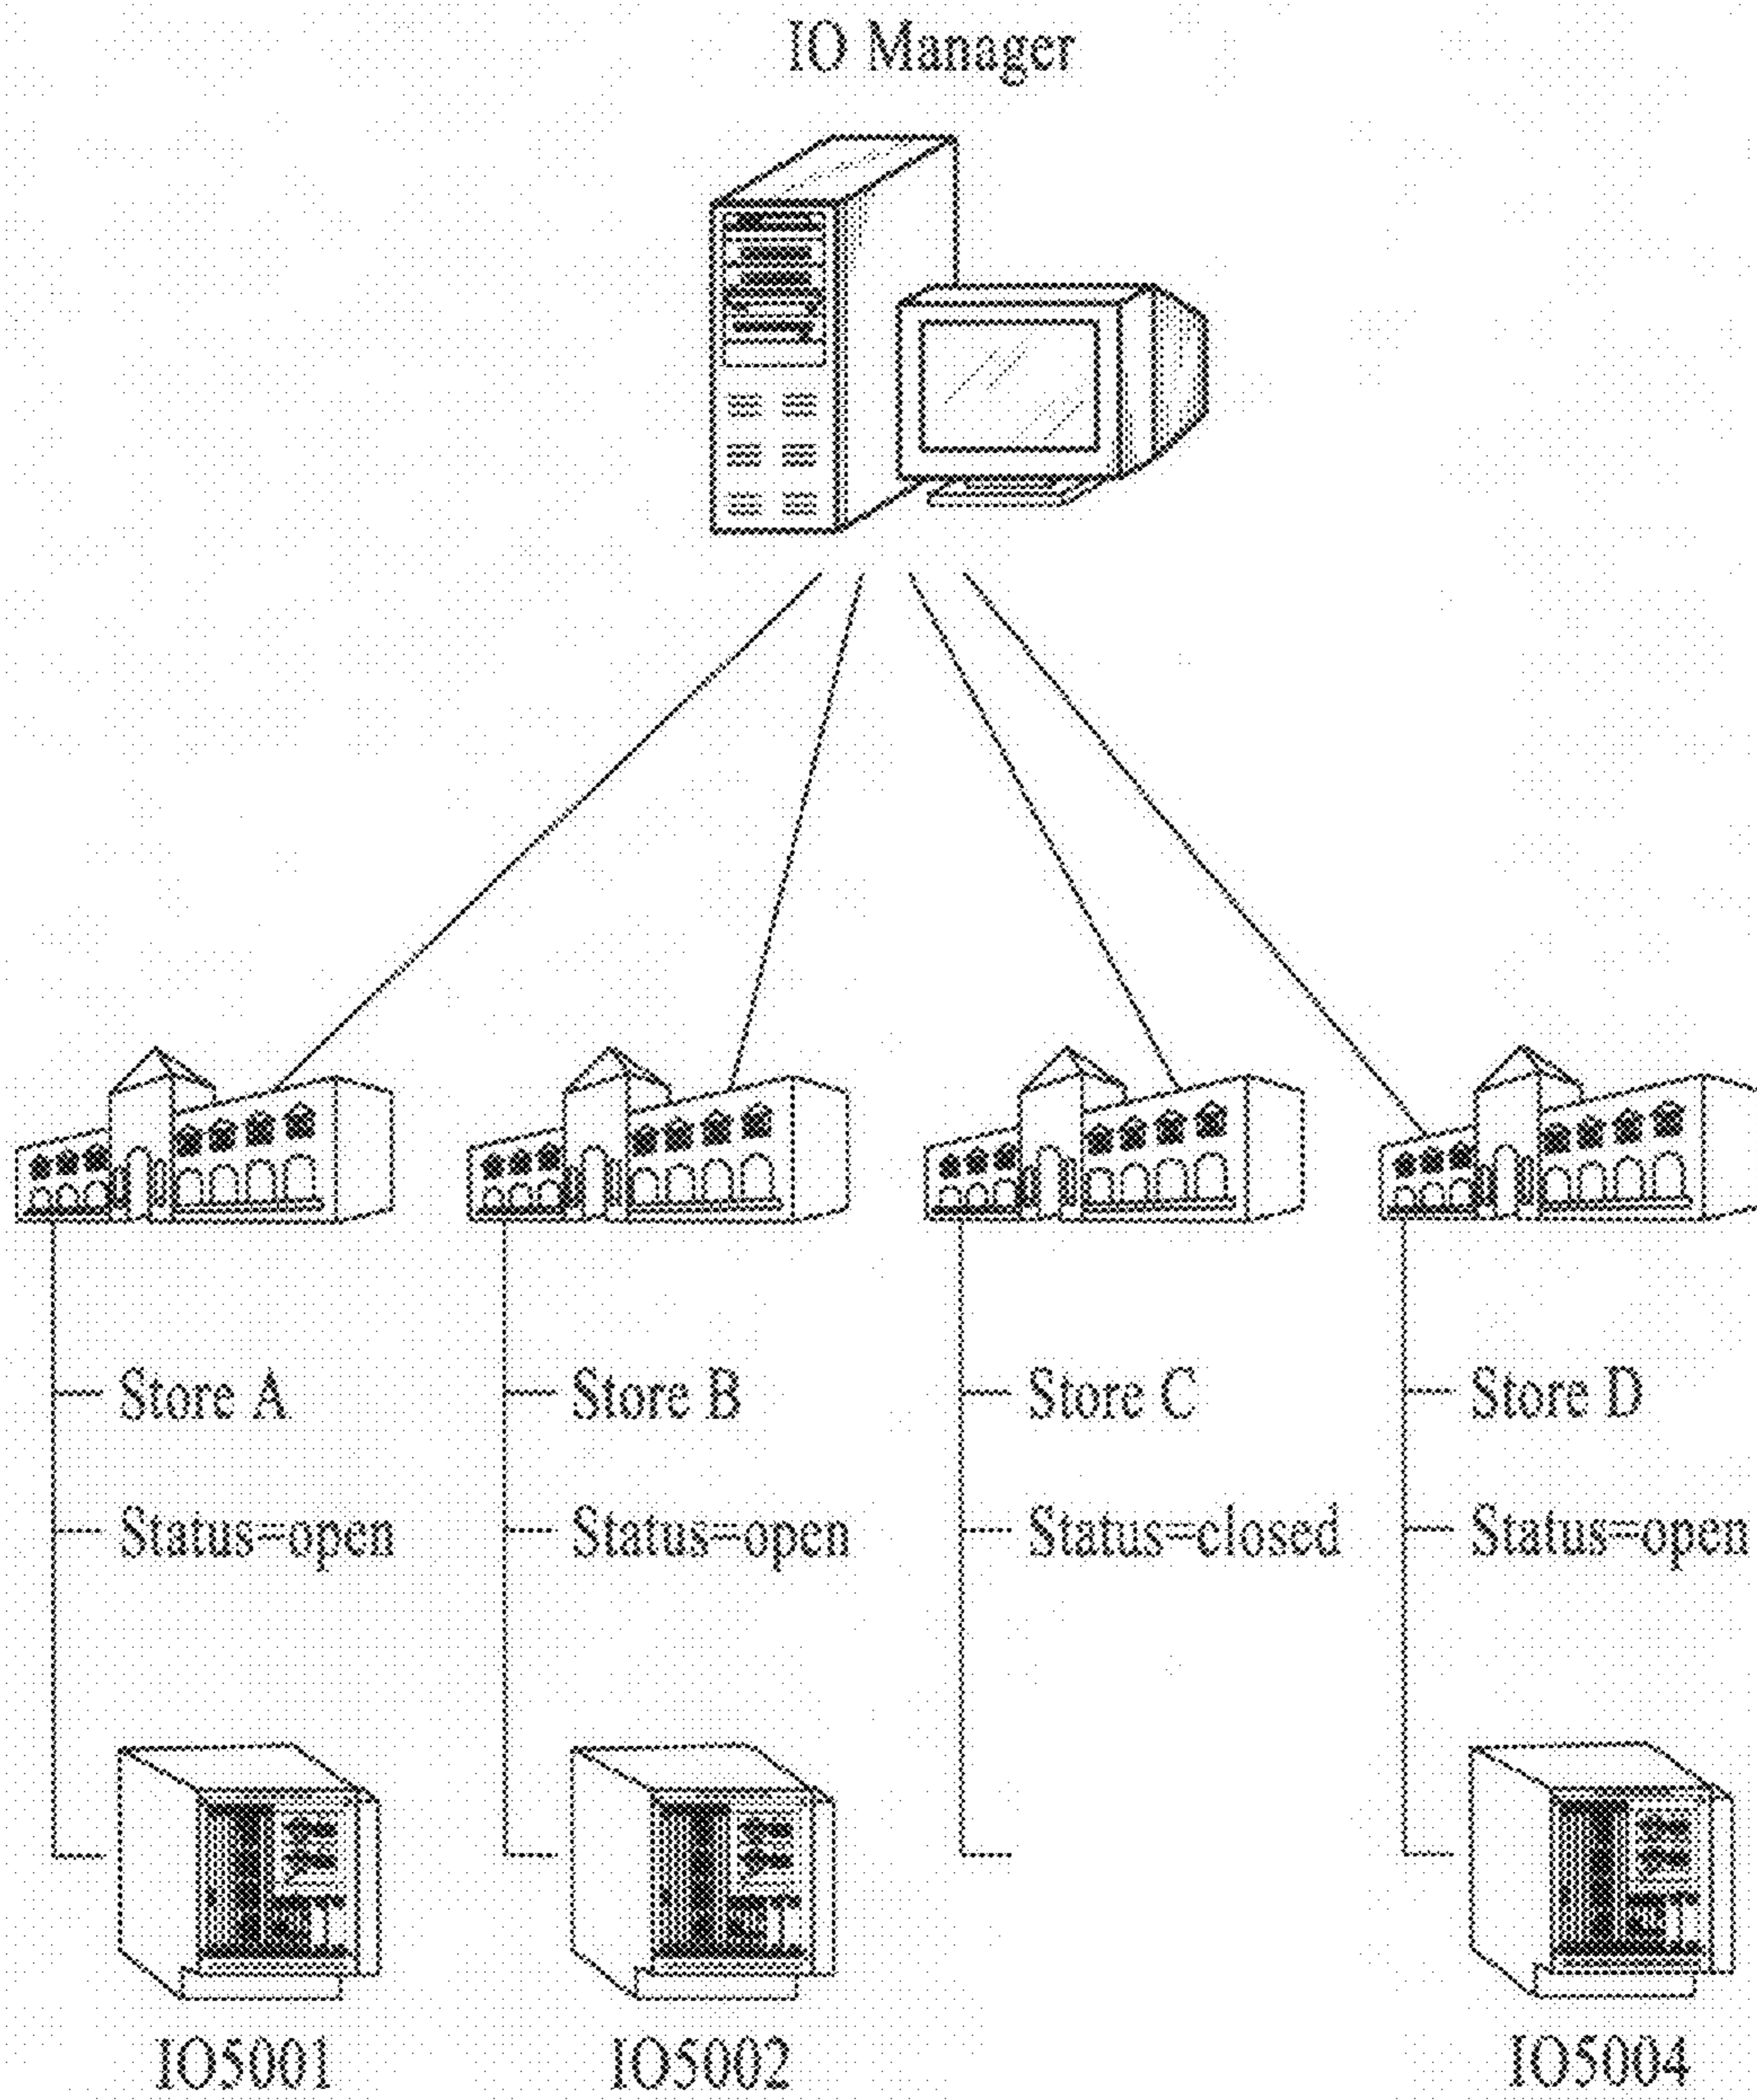 IO Manager
Store A
Store B
Store C
Store D
Status=open
Status=open
Status=closed
Status=open
IO5001
IO5002
IO5004